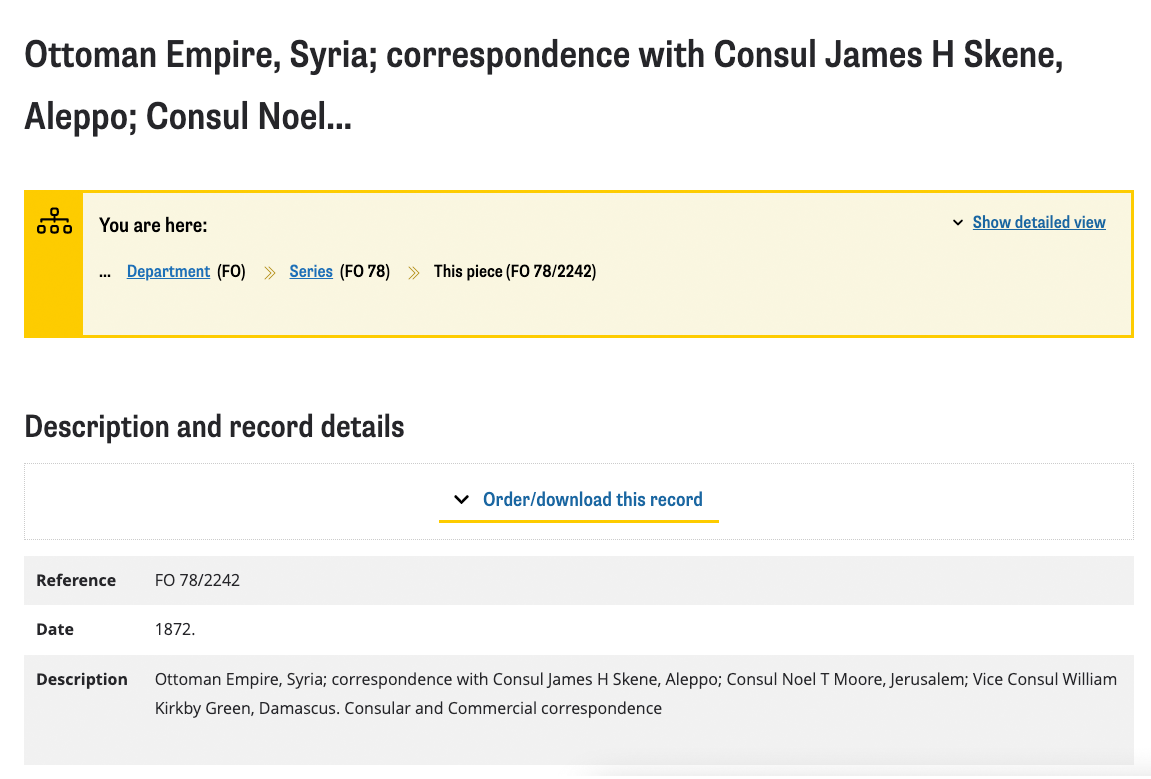 Ottoman Empire, Syria; correspondence with Consul James H Skene,
Aleppo; Consul Noel...
You are here:
Show detailed view
... Department (FO) » Series (FO 78) » This piece (FO 78/2242)
Description and record details
Order/download this record
Reference FO 78/2242
Date 1872.
Description Ottoman Empire, Syria; correspondence with Consul James H Skene, Aleppo; Consul Noel T Moore, Jerusalem; Vice Consul William
Kirkby Green, Damascus. Consular and Commercial correspondence